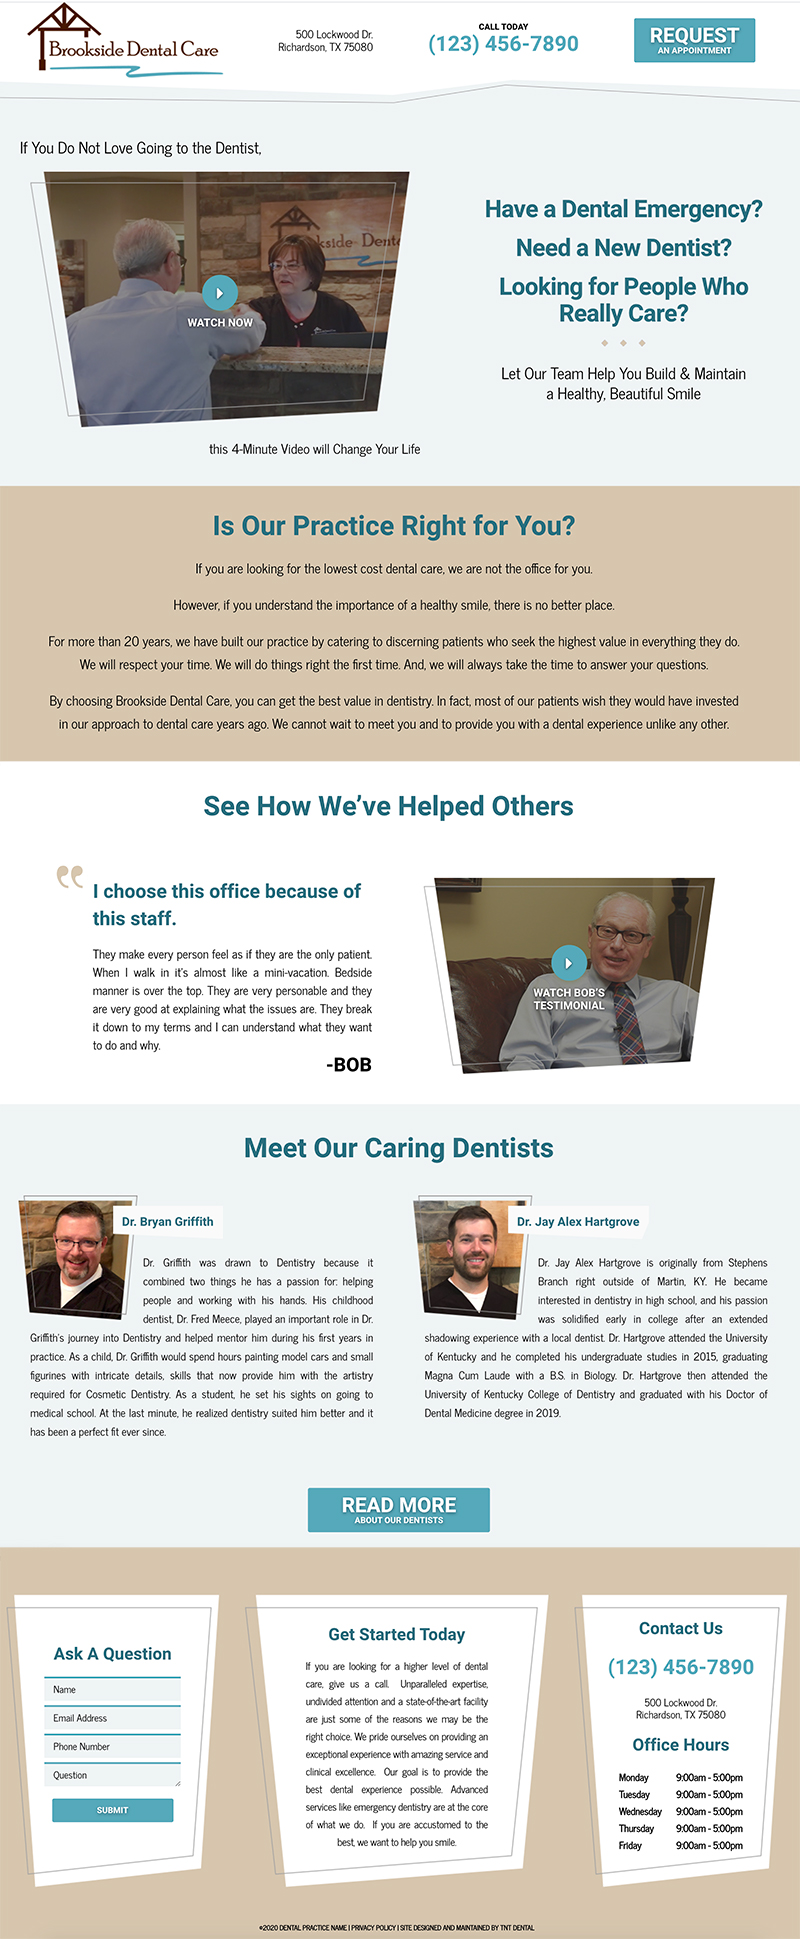 Brookside Dental Care
500 Lockwood Dr.
Richardson, TX 75080
CALL TODAY
(123) 456-7890
REQUEST
AN APPOINTMENT
If You Do Not Love Going to the Dentist,
Brookside Dent
WATCH NOW
this 4-Minute Video will Change Your Life
Have a Dental Emergency?
Need a New Dentist?
Looking for People Who
Really Care?
Let Our Team Help You Build & Maintain
a Healthy, Beautiful Smile
Is Our Practice Right for You?
If you are looking for the lowest cost dental care, we are not the office for you.
However, if you understand the importance of a healthy smile, there is no better place.
For more than 20 years, we have built our practice by catering to discerning patients who seek the highest value in everything they do.
We will respect your time. We will do things right the first time. And, we will always take the time to answer your questions.
By choosing Brookside Dental Care, you can get the best value in dentistry. In fact, most of our patients wish they would have invested
in our approach to dental care years ago. We cannot wait to meet you and to provide you with a dental experience unlike any other.
See How We've Helped Others
“
I choose this office because of
this staff.
They make every person feel as if they are the only patient.
When I walk in it's almost like a mini-vacation. Bedside
manner is over the top. They are very personable and they
are very good at explaining what the issues are. They break
it down to my terms and I can understand what they want
to do and why.
-BOB
WATCH BOB'S
TESTIMONIAL
Meet Our Caring Dentists
Dr. Bryan Griffith
Dr. Griffith was drawn to Dentistry because it
combined two things he has a passion for: helping
people and working with his hands. His childhood
dentist, Dr. Fred Meece, played an important role in Dr.
Griffith's journey into Dentistry and helped mentor him during his first years in
practice. As a child, Dr. Griffith would spend hours painting model cars and small
figurines with intricate details, skills that now provide him with the artistry
required for Cosmetic Dentistry. As a student, he set his sights on going to
medical school. At the last minute, he realized dentistry suited him better and it
has been a perfect fit ever since.
Dr. Jay Alex Hartgrove
Dr. Jay Alex Hartgrove is originally from Stephens
Branch right outside of Martin, KY. He became
interested in dentistry in high school, and his passion
was solidified early in college after an extended
shadowing experience with a local dentist. Dr. Hartgrove attended the University
of Kentucky and he completed his undergraduate studies in 2015, graduating
Magna Cum Laude with a B.S. in Biology. Dr. Hartgrove then attended the
University of Kentucky College of Dentistry and graduated with his Doctor of
Dental Medicine degree in 2019.
READ MORE
ABOUT OUR DENTISTS
Ask A Question
Name
Email Address
Phone Number
Question
SUBMIT
Get Started Today
If you are looking for a higher level of dental
care, give us a call. Unparalleled expertise,
undivided attention and a state-of-the-art facility
are just some of the reasons we may be the
right choice. We pride ourselves on providing an
exceptional experience with amazing service and
clinical excellence. Our goal is to provide the
best dental experience possible. Advanced
services like emergency dentistry are at the core
of what we do. If you are accustomed to the
best, we want to help you smile.
Contact Us
(123) 456-7890
500 Lockwood Dr.
Richardson, TX 75080
Office Hours
Monday 9:00am - 5:00pm
Tuesday 9:00am - 5:00pm
Wednesday 9:00am - 5:00pm
Thursday 9:00am - 5:00pm
Friday 9:00am - 5:00pm
©2020 DENTAL PRACTICE NAME | PRIVACY POLICY | SITE DESIGNED AND MAINTAINED BY TNT DENTAL